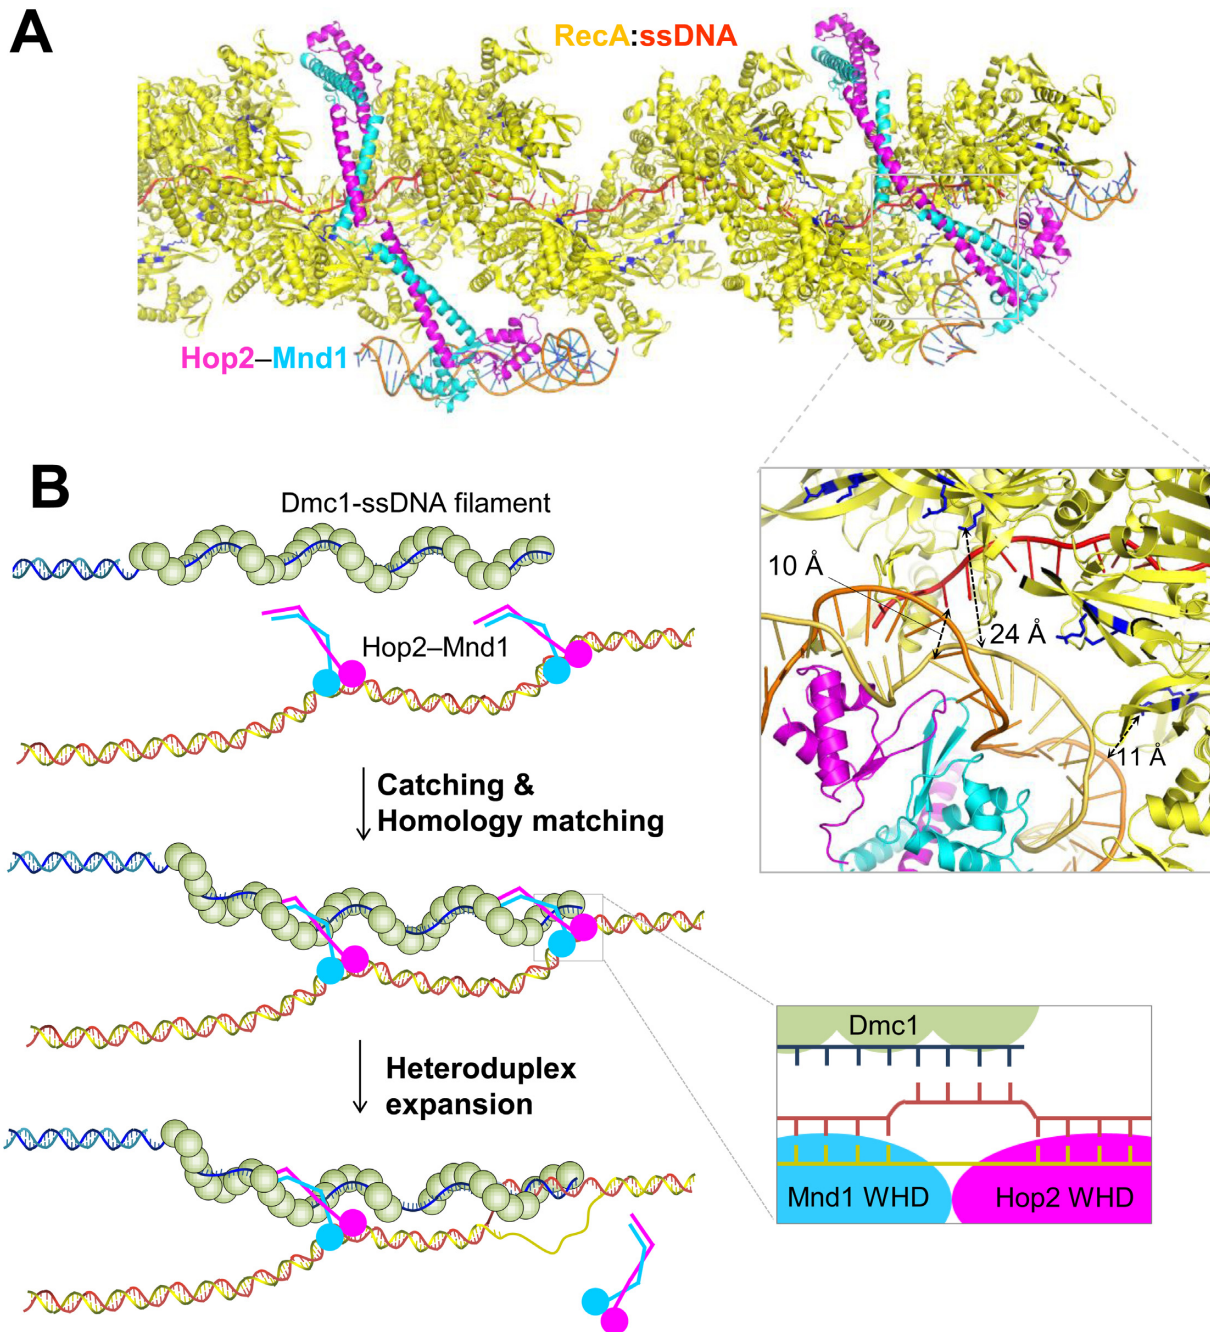 A
RecA:ssDNA
Hop2–Mnd1
10 Å
24 Å
11 Å
B
Dmc1-ssDNA filament
Hop2–Mnd1
Catching &
Homology matching
Heteroduplex
expansion
Dmc1
Mnd1 WHD
Hop2 WHD